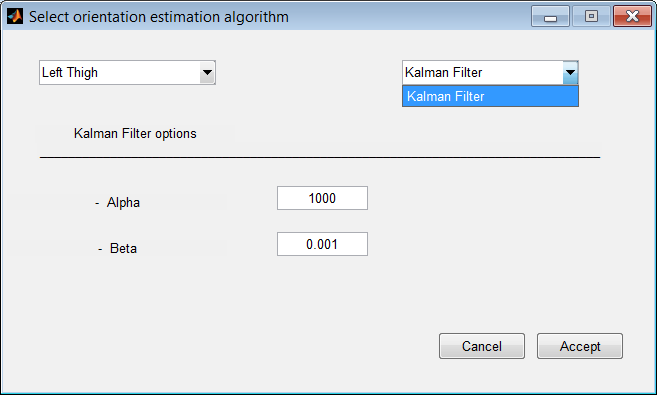 Select orientation estimation algorithm
Left Thigh
Kalman Filter
Kalman Filter
Kalman Filter options
- Alpha
1000
- Beta
0.001
Cancel
Accept